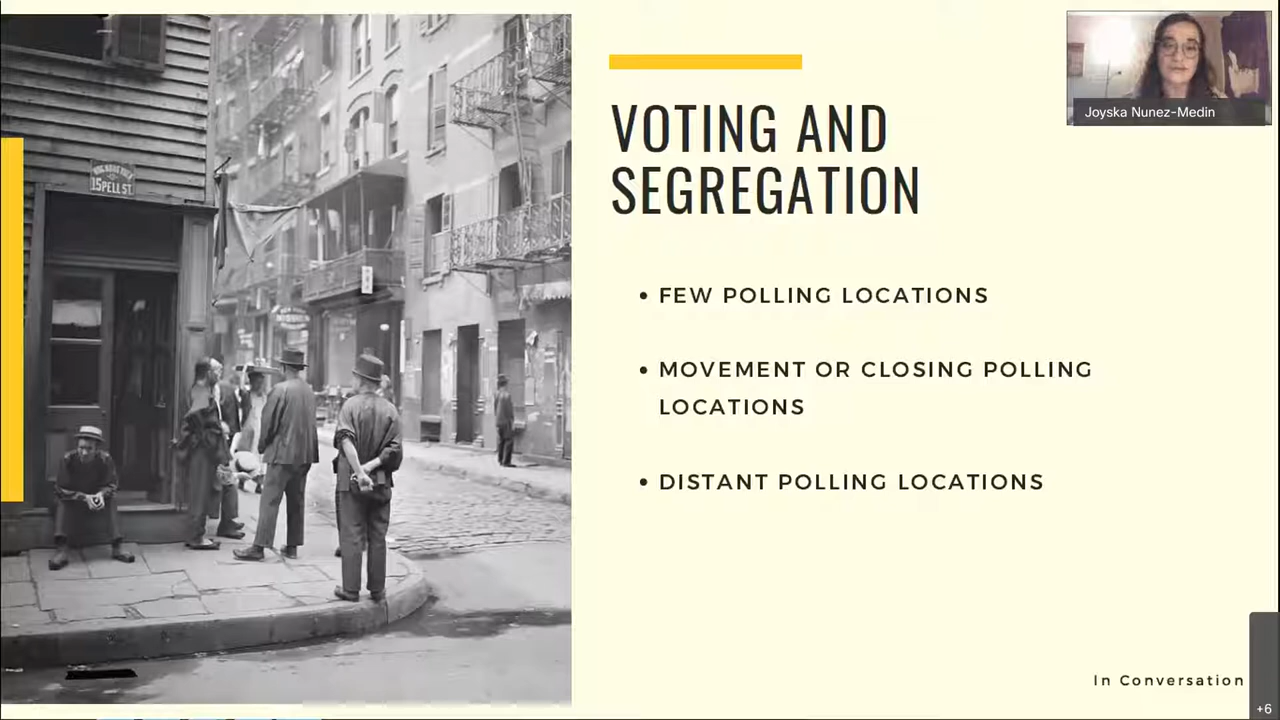 15 PELL ST.
VOTING AND
SEGREGATION
• FEW POLLING LOCATIONS
• MOVEMENT OR CLOSING POLLING
LOCATIONS
• DISTANT POLLING LOCATIONS
Joyska Nunez-Medin
In Conversation
+6